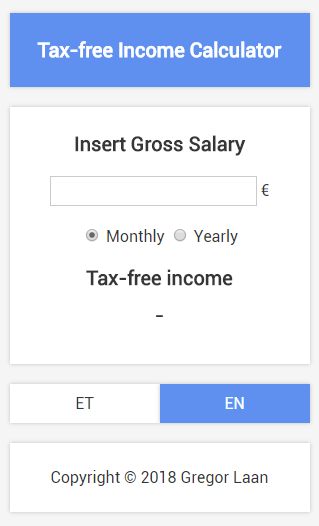 Tax-free Income Calculator
Insert Gross Salary
€
Monthly Yearly
Tax-free income
-
ET EN
Copyright © 2018 Gregor Laan